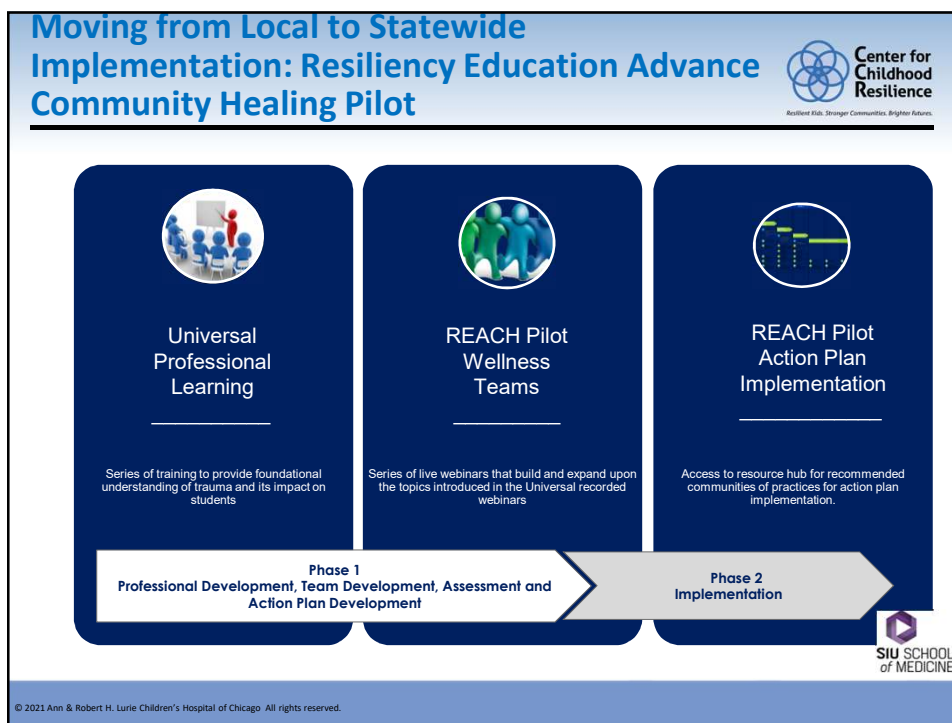 Moving from Local to Statewide
Implementation: Resiliency Education Advance
Community Healing Pilot
Center for
Childhood
Resilience
Resilient Kids. Stronger Communities. Brighter Futures.
Universal
Professional
Learning
Series of training to provide foundational
understanding of trauma and its impact on
students
REACH Pilot
Wellness
Teams
Series of live webinars that build and expand upon
the topics introduced in the Universal recorded
webinars
REACH Pilot
Action Plan
Implementation
Access to resource hub for recommended
communities of practices for action plan
implementation.
Phase 1
Professional Development, Team Development, Assessment and
Action Plan Development
Phase 2
Implementation
SIU SCHOOL
of MEDICINE
© 2021 Ann & Robert H. Lurie Children's Hospital of Chicago All rights reserved.